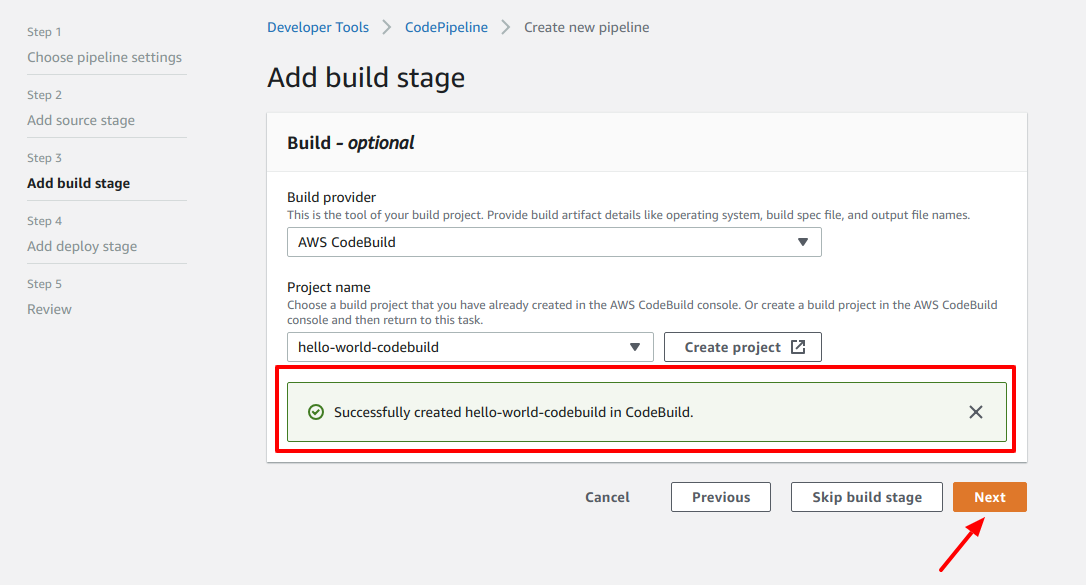 Step 1
Choose pipeline settings
Step 2
Add source stage
Step 3
Add build stage
Step 4
Add deploy stage
Step 5
Review
Developer Tools > CodePipeline > Create new pipeline
Add build stage
Build - optional
Build provider
This is the tool of your build project. Provide build artifact details like operating system, build spec file, and output file names.
AWS CodeBuild
Project name
Choose a build project that you have already created in the AWS CodeBuild console. Or create a build project in the AWS CodeBuild
console and then return to this task.
hello-world-codebuild
Create project
Successfully created hello-world-codebuild in CodeBuild.
Cancel
Previous
Skip build stage
Next